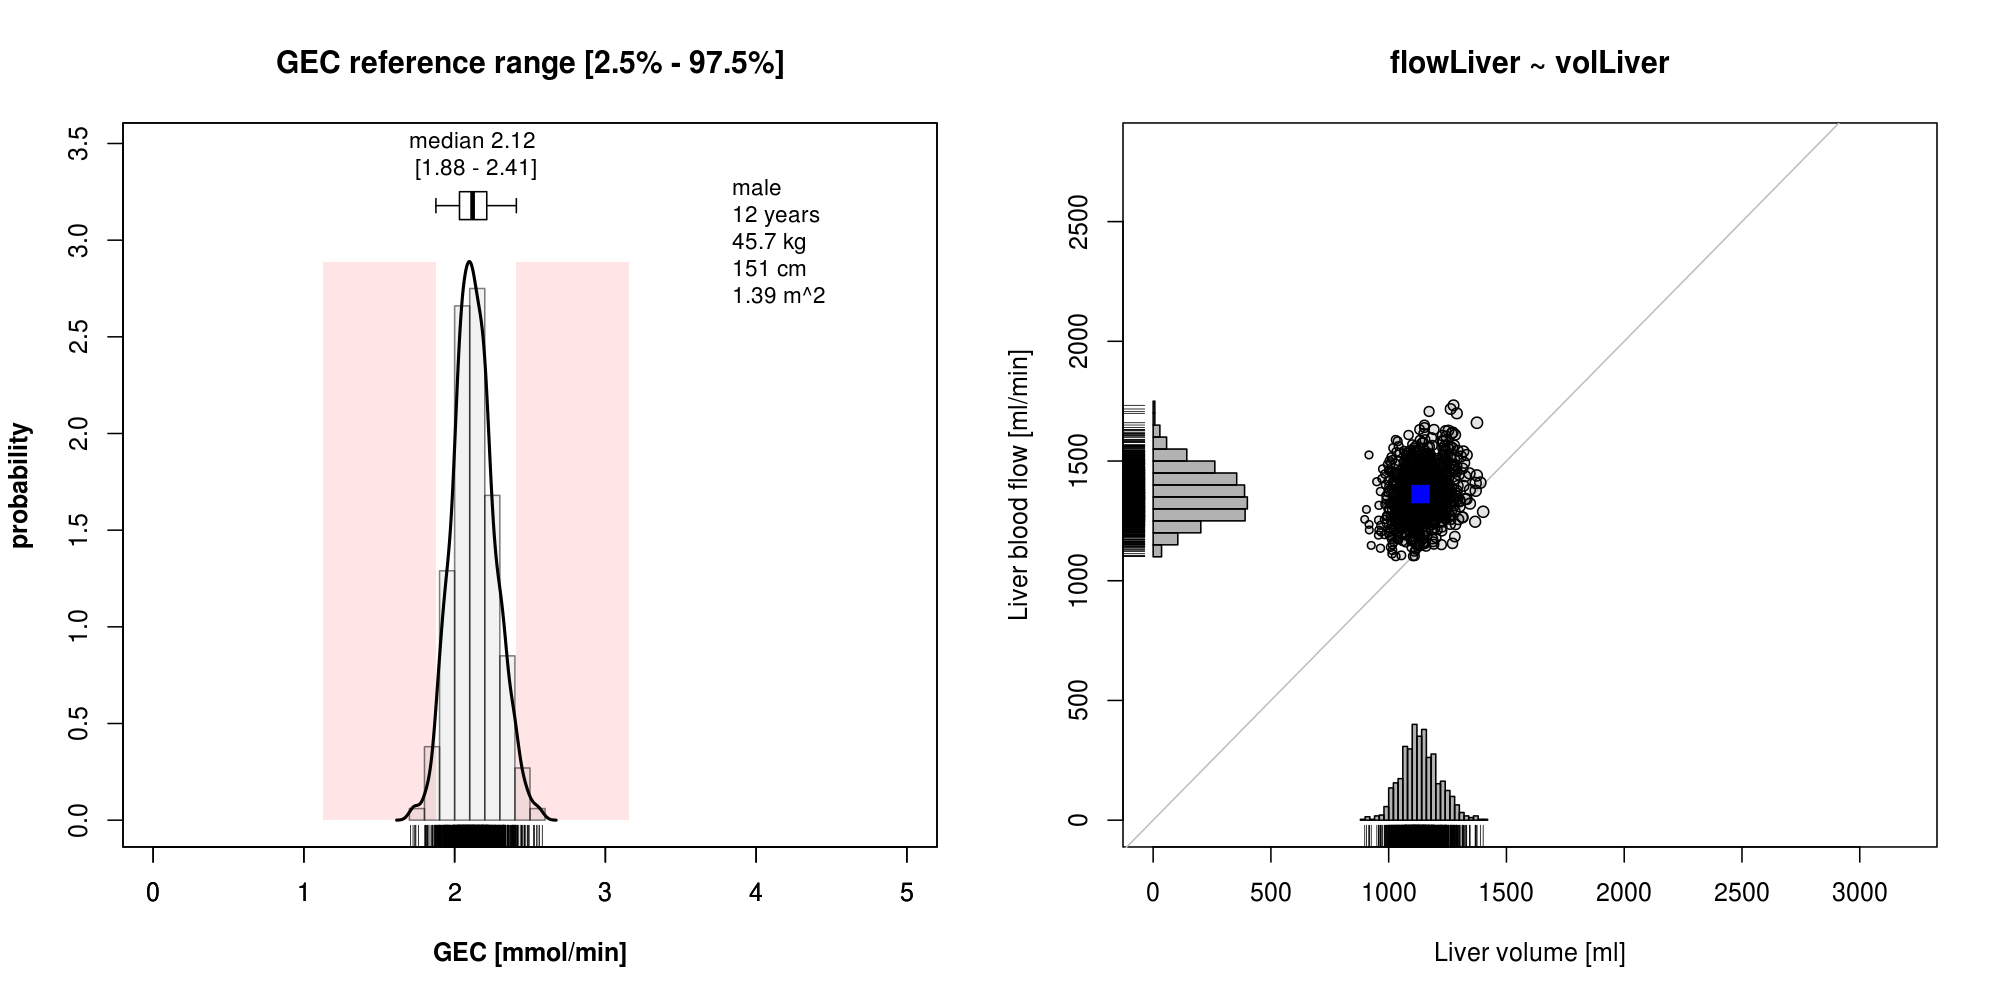 GEC reference range [2.5% - 97.5%]
median 2.12
[1.88 - 2.41]
male
12 years
45.7 kg
151 cm
1.39 m^2
probability
3.5
3.0
2.5
2.0
1.5
1.0
0.5
0.0
0 1 2 3 4 5
GEC [mmol/min]
flowLiver ~ volLiver
Liver blood flow [ml/min]
2500
2000
1500
1000
500
0
0 500 1000 1500 2000 2500 3000
Liver volume [ml]